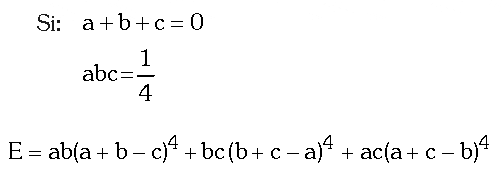 Si: a + b + c = 0
abc = 1/4
E = ab(a + b − c)⁴ + bc(b + c − a)⁴ + ac(a + c − b)⁴